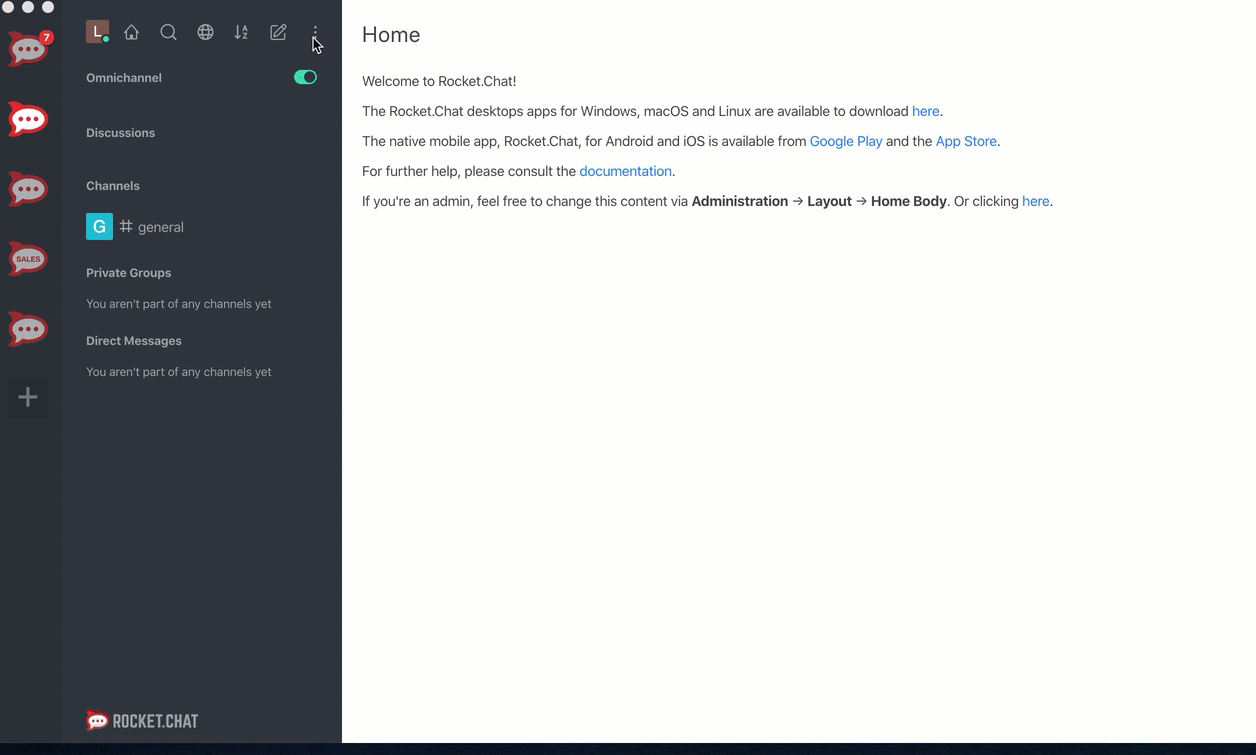 7
L
Omnichannel
Discussions
Channels
G # general
Private Groups
You aren't part of any channels yet
Direct Messages
You aren't part of any channels yet
SALES
ROCKET.CHAT
Home
Welcome to Rocket.Chat!
The Rocket.Chat desktops apps for Windows, macOS and Linux are available to download here.
The native mobile app, Rocket.Chat, for Android and iOS is available from Google Play and the App Store.
For further help, please consult the documentation.
If you're an admin, feel free to change this content via Administration → Layout → Home Body. Or clicking here.